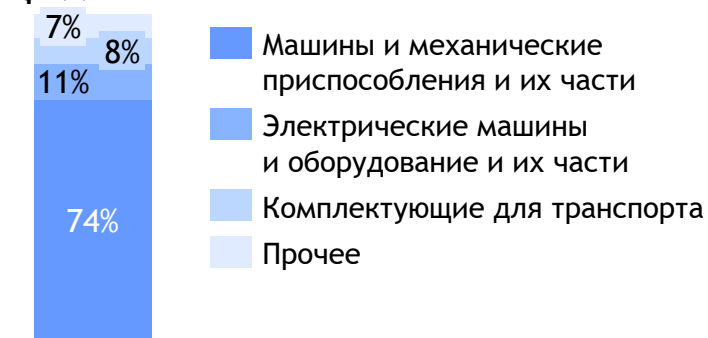 7%
8%
11%
74%
Машины и механические
приспособления и их части
Электрические машины
и оборудование и их части
Комплектующие для транспорта
Прочее